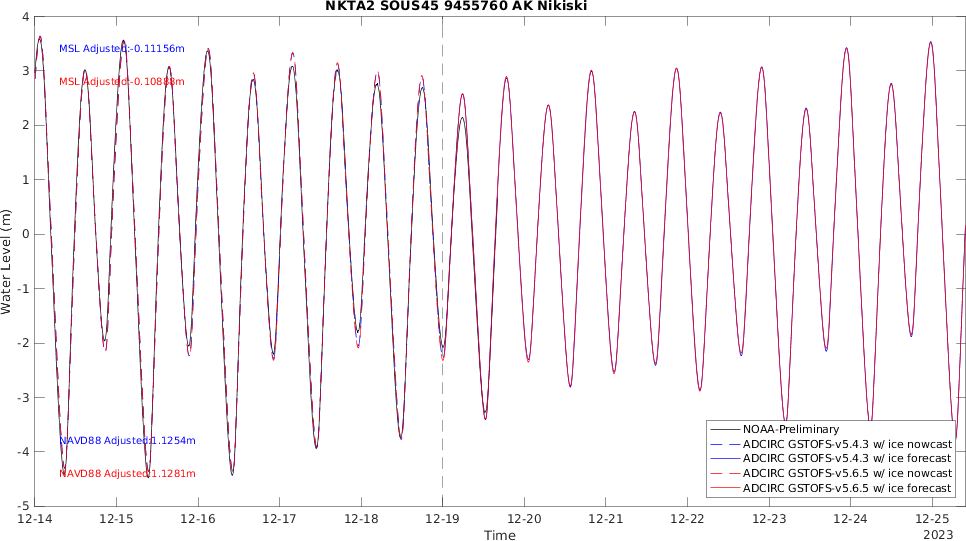 NKTA2 SOUS45 9455760 AK Nikiski
4
3
2
1
0
-1
-2
-3
-4
-5
Water Level (m)
MSL Adjusted:-0.11156m
MSL Adjusted:-0.10888m
NAVD88 Adjusted:1.1254m
NAVD88 Adjusted:1.1281m
NOAA-Preliminary
ADCIRC GSTOFS-v5.4.3 w/ ice nowcast
ADCIRC GSTOFS-v5.4.3 w/ ice forecast
ADCIRC GSTOFS-v5.6.5 w/ ice nowcast
ADCIRC GSTOFS-v5.6.5 w/ ice forecast
12-14 12-15 12-16 12-17 12-18 12-19 12-20 12-21 12-22 12-23 12-24 12-25
Time
2023